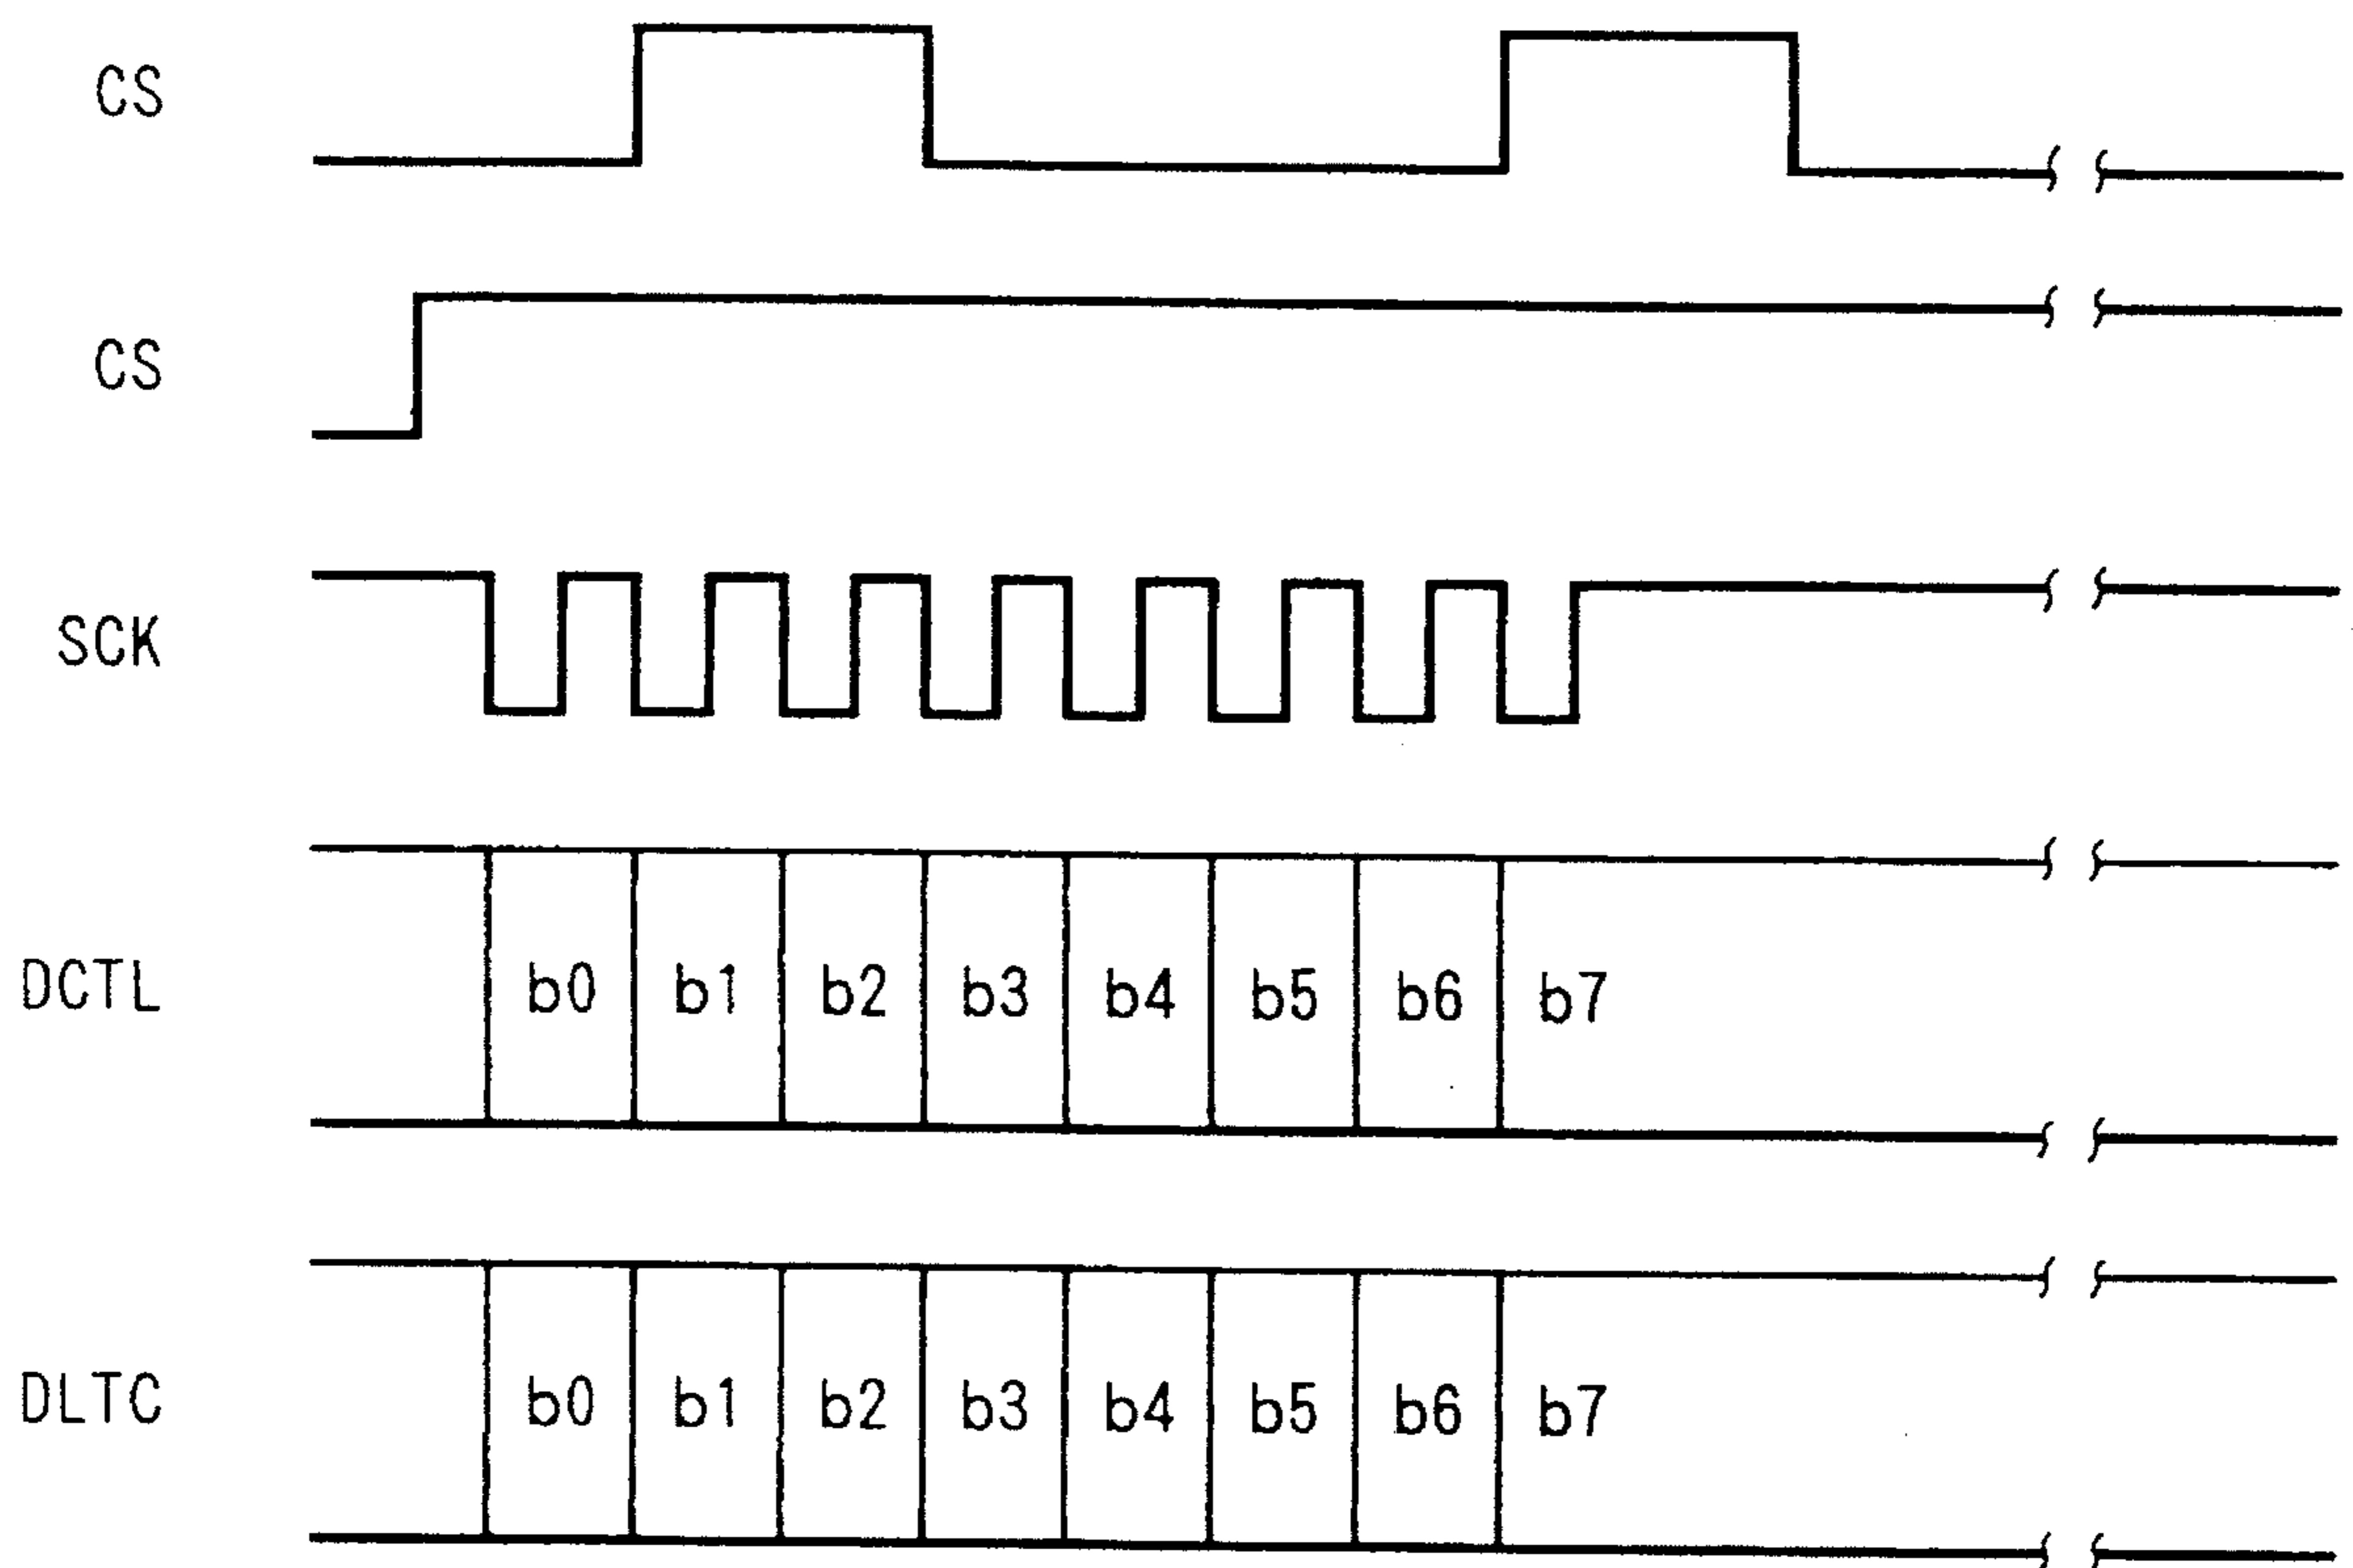 CS
CS
SCK
DCTL b0 b1 b2 b3 b4 b5 b6 b7
DLTC b0 b1 b2 b3 b4 b5 b6 b7